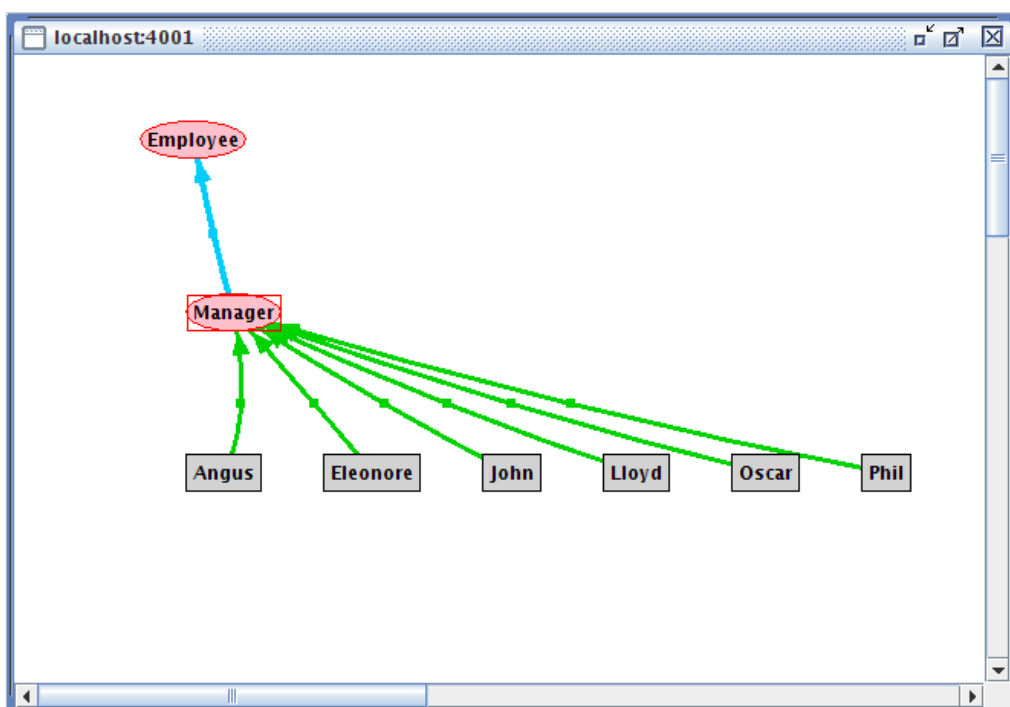 localhost:4001
Employee
Manager
Angus
Eleonore
John
Lloyd
Oscar
Phil